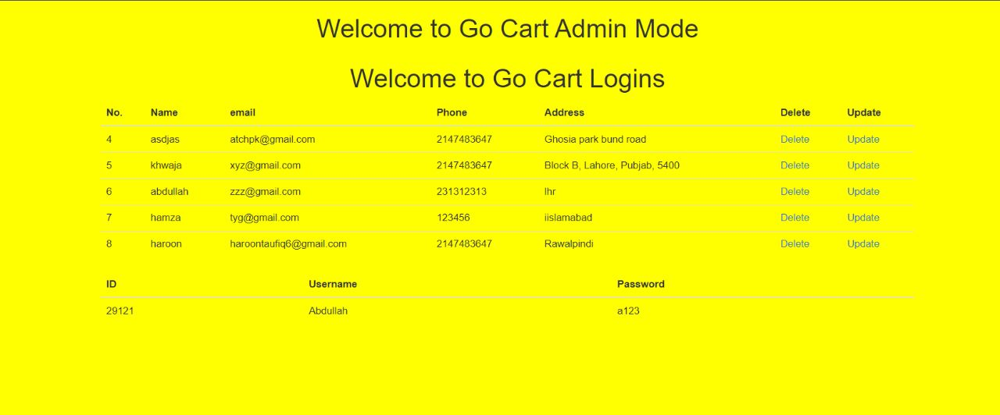 Welcome to Go Cart Admin Mode
Welcome to Go Cart Logins
No. Name email Phone Address Delete Update
4 asdjas atchpk@gmail.com 2147483647 Ghosia park bund road Delete Update
5 khwaja xyz@gmail.com 2147483647 Block B, Lahore, Pubjab, 5400 Delete Update
6 abdullah zzz@gmail.com 231312313 lhr Delete Update
7 hamza tyg@gmail.com 123456 iislamabad Delete Update
8 haroon haroontaufiq6@gmail.com 2147483647 Rawalpindi Delete Update
ID Username Password
29121 Abdullah a123